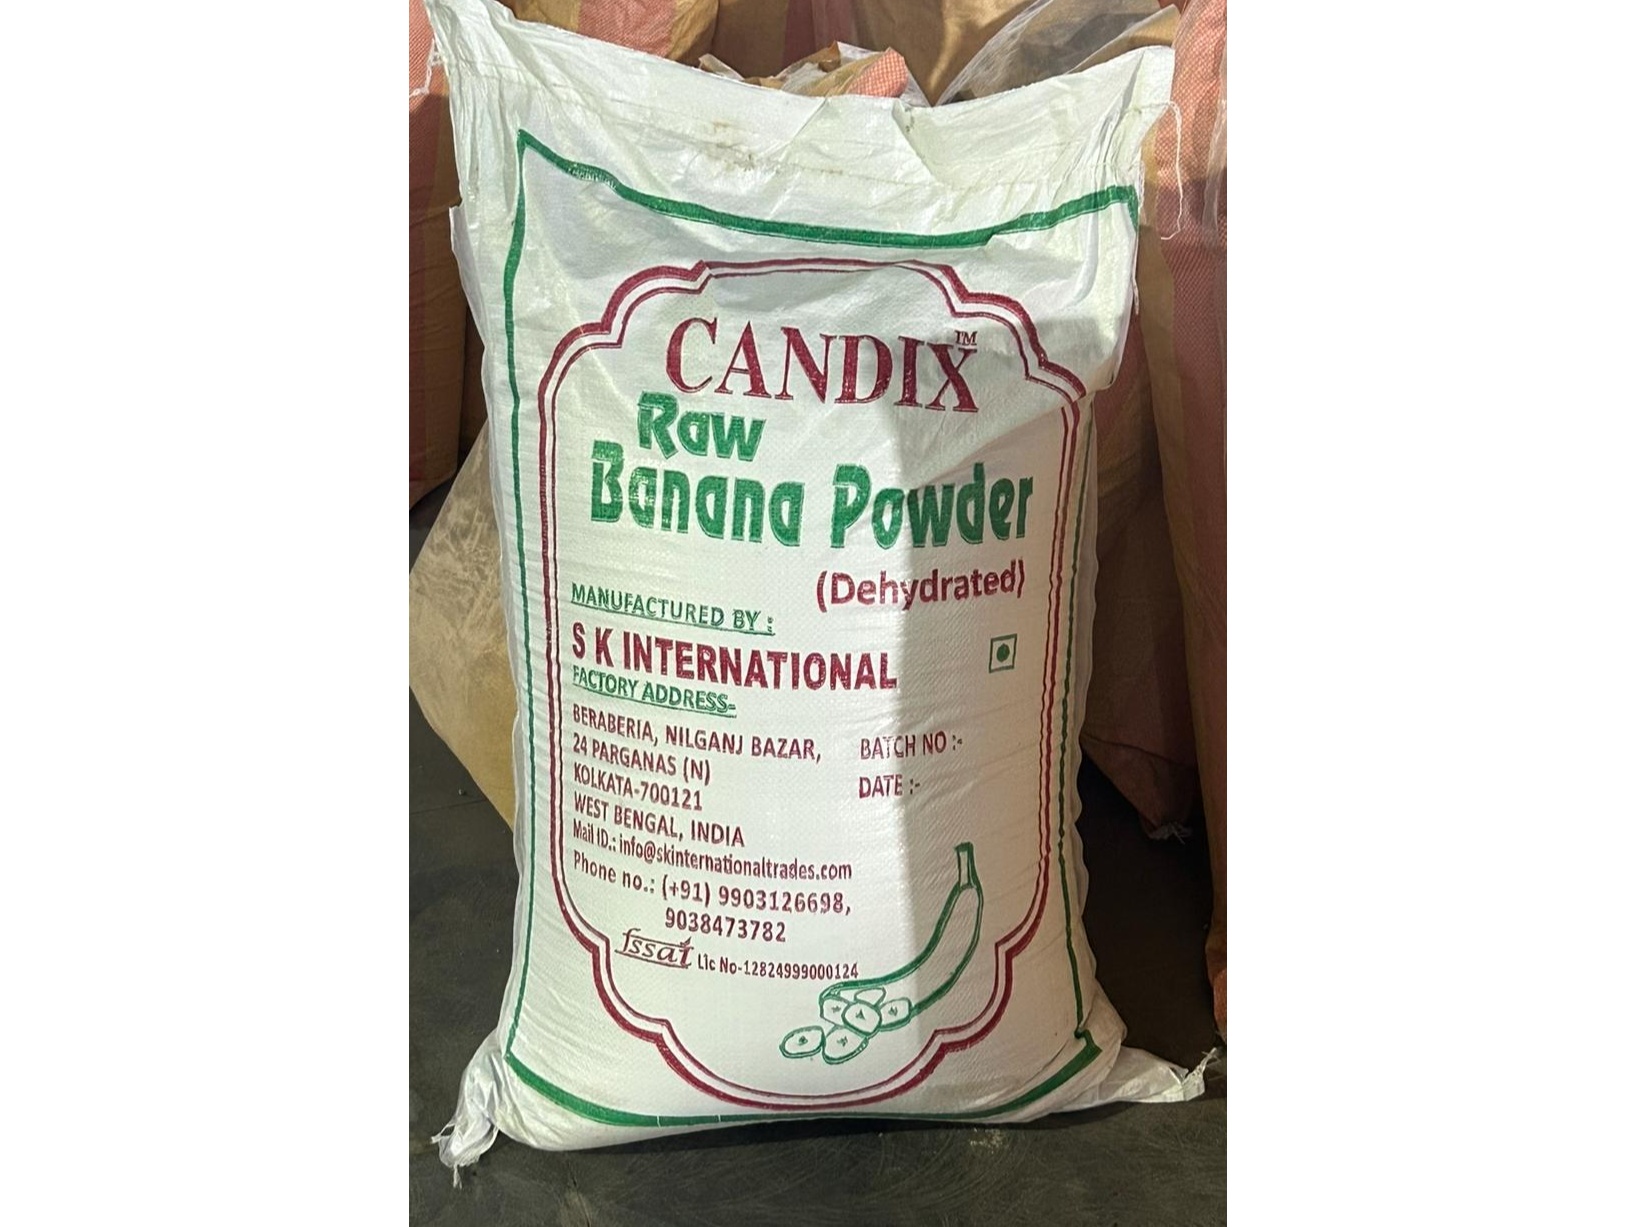 CANDIX™
Raw
Banana Powder
(Dehydrated)
MANUFACTURED BY :
S K INTERNATIONAL
FACTORY ADDRESS-
BERABERIA, NILGANJ BAZAR,
24 PARGANAS (N)
KOLKATA-700121
WEST BENGAL, INDIA
Mail ID.: info@skinternationaltrades.com
Phone no.: (+91) 9903126698,
9038473782
fssai Lic No-12824999000124
BATCH NO :-
DATE :-